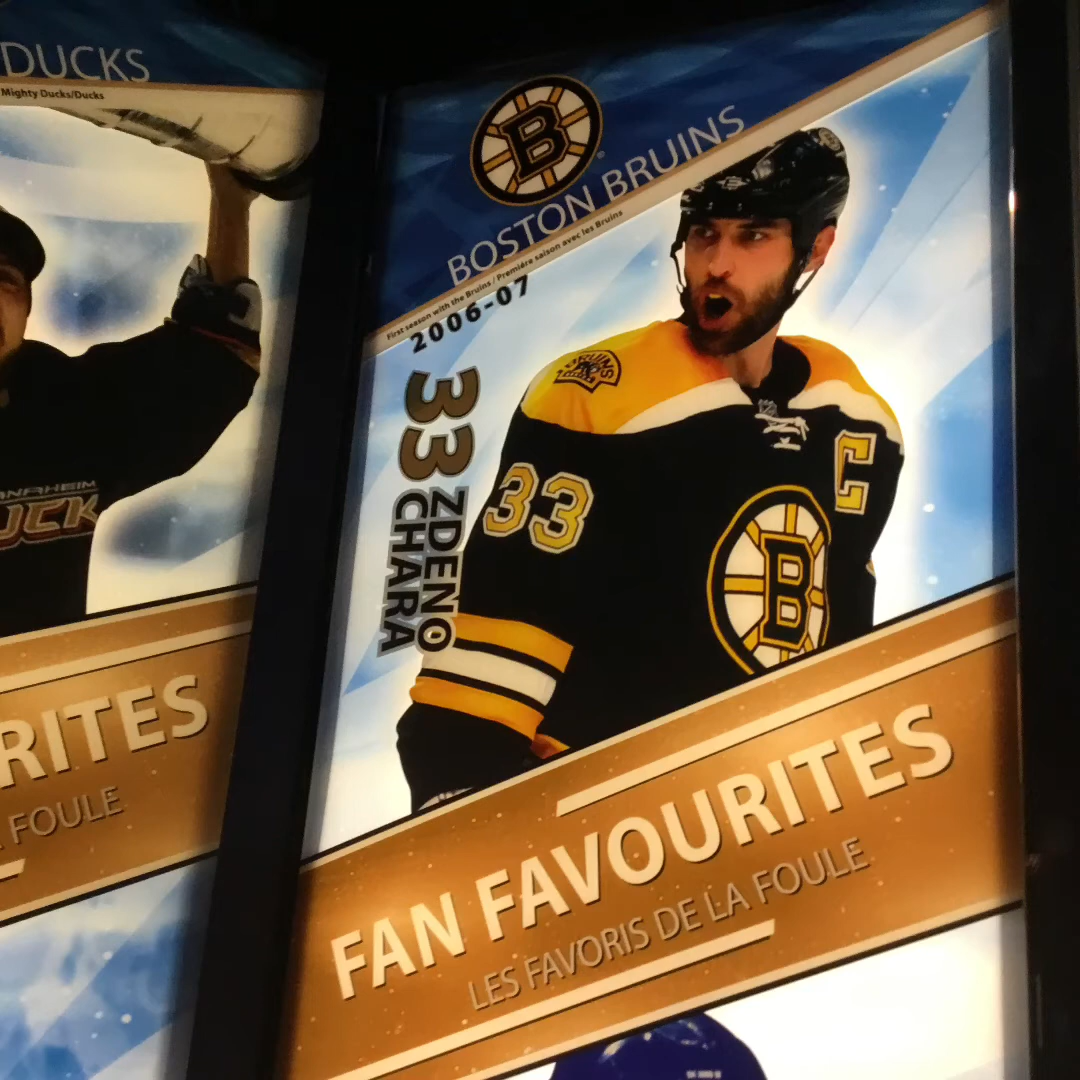 DUCKS
Mighty Ducks/Ducks
ANAHEIM
RITES
FOULE
B
BOSTON BRUINS
First season with the Bruins / Première saison avec les Bruins
2006-07
33
ZDENO
CHARA
BRUINS
33
C
B
FAN FAVOURITES
LES FAVORIS DE LA FOULE